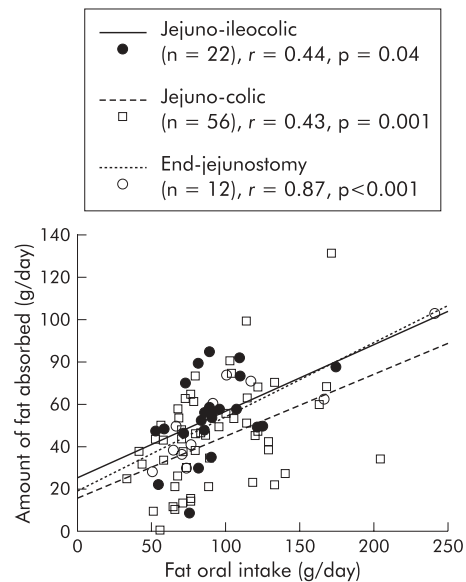 Jejuno-ileocolic
(n = 22), r = 0.44, p = 0.04
Jejuno-colic
(n = 56), r = 0.43, p = 0.001
End-jejunostomy
(n = 12), r = 0.87, p<0.001
Amount of fat absorbed (g/day)
140
120
100
90
60
40
20
0
0 50 100 150 200 250
Fat oral intake (g/day)